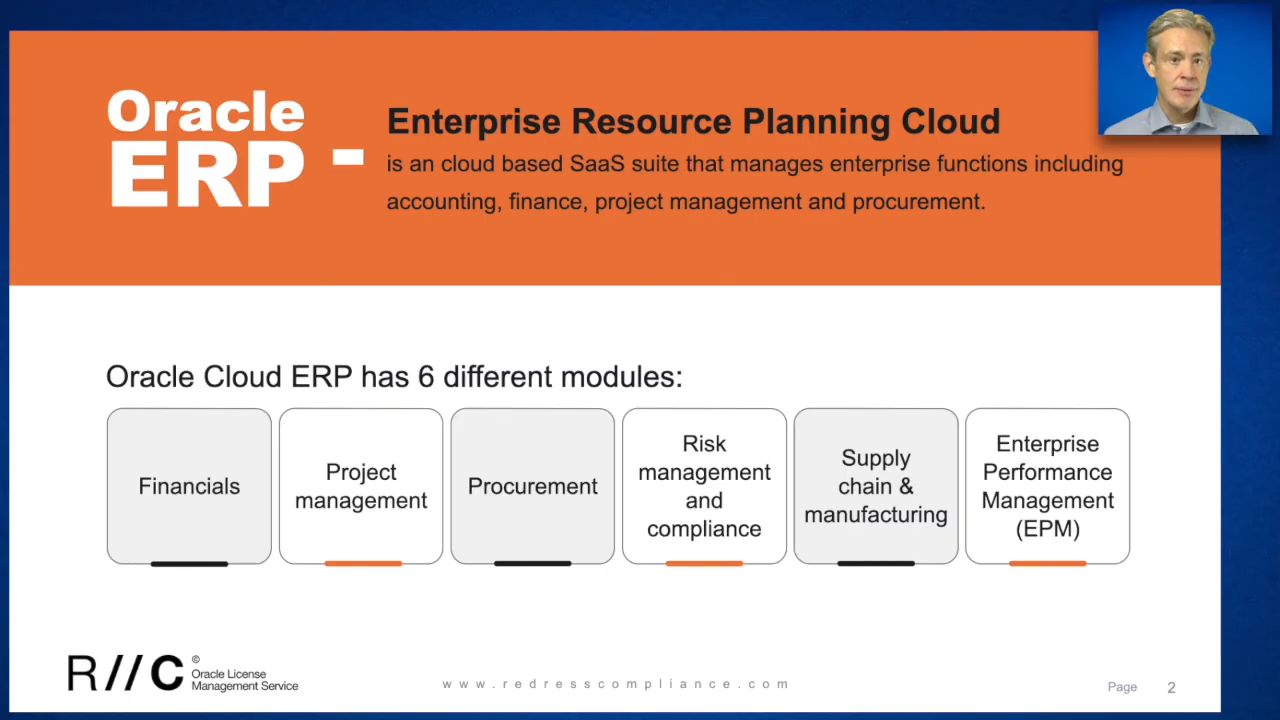 Oracle
ERP -
Enterprise Resource Planning Cloud
is an cloud based SaaS suite that manages enterprise functions including
accounting, finance, project management and procurement.
Oracle Cloud ERP has 6 different modules:
Financials
Project
management
Procurement
Risk
management
and
compliance
Supply
chain &
manufacturing
Enterprise
Performance
Management
(EPM)
R//C ©
Oracle License
Management Service
www.redresscompliance.com
Page 2